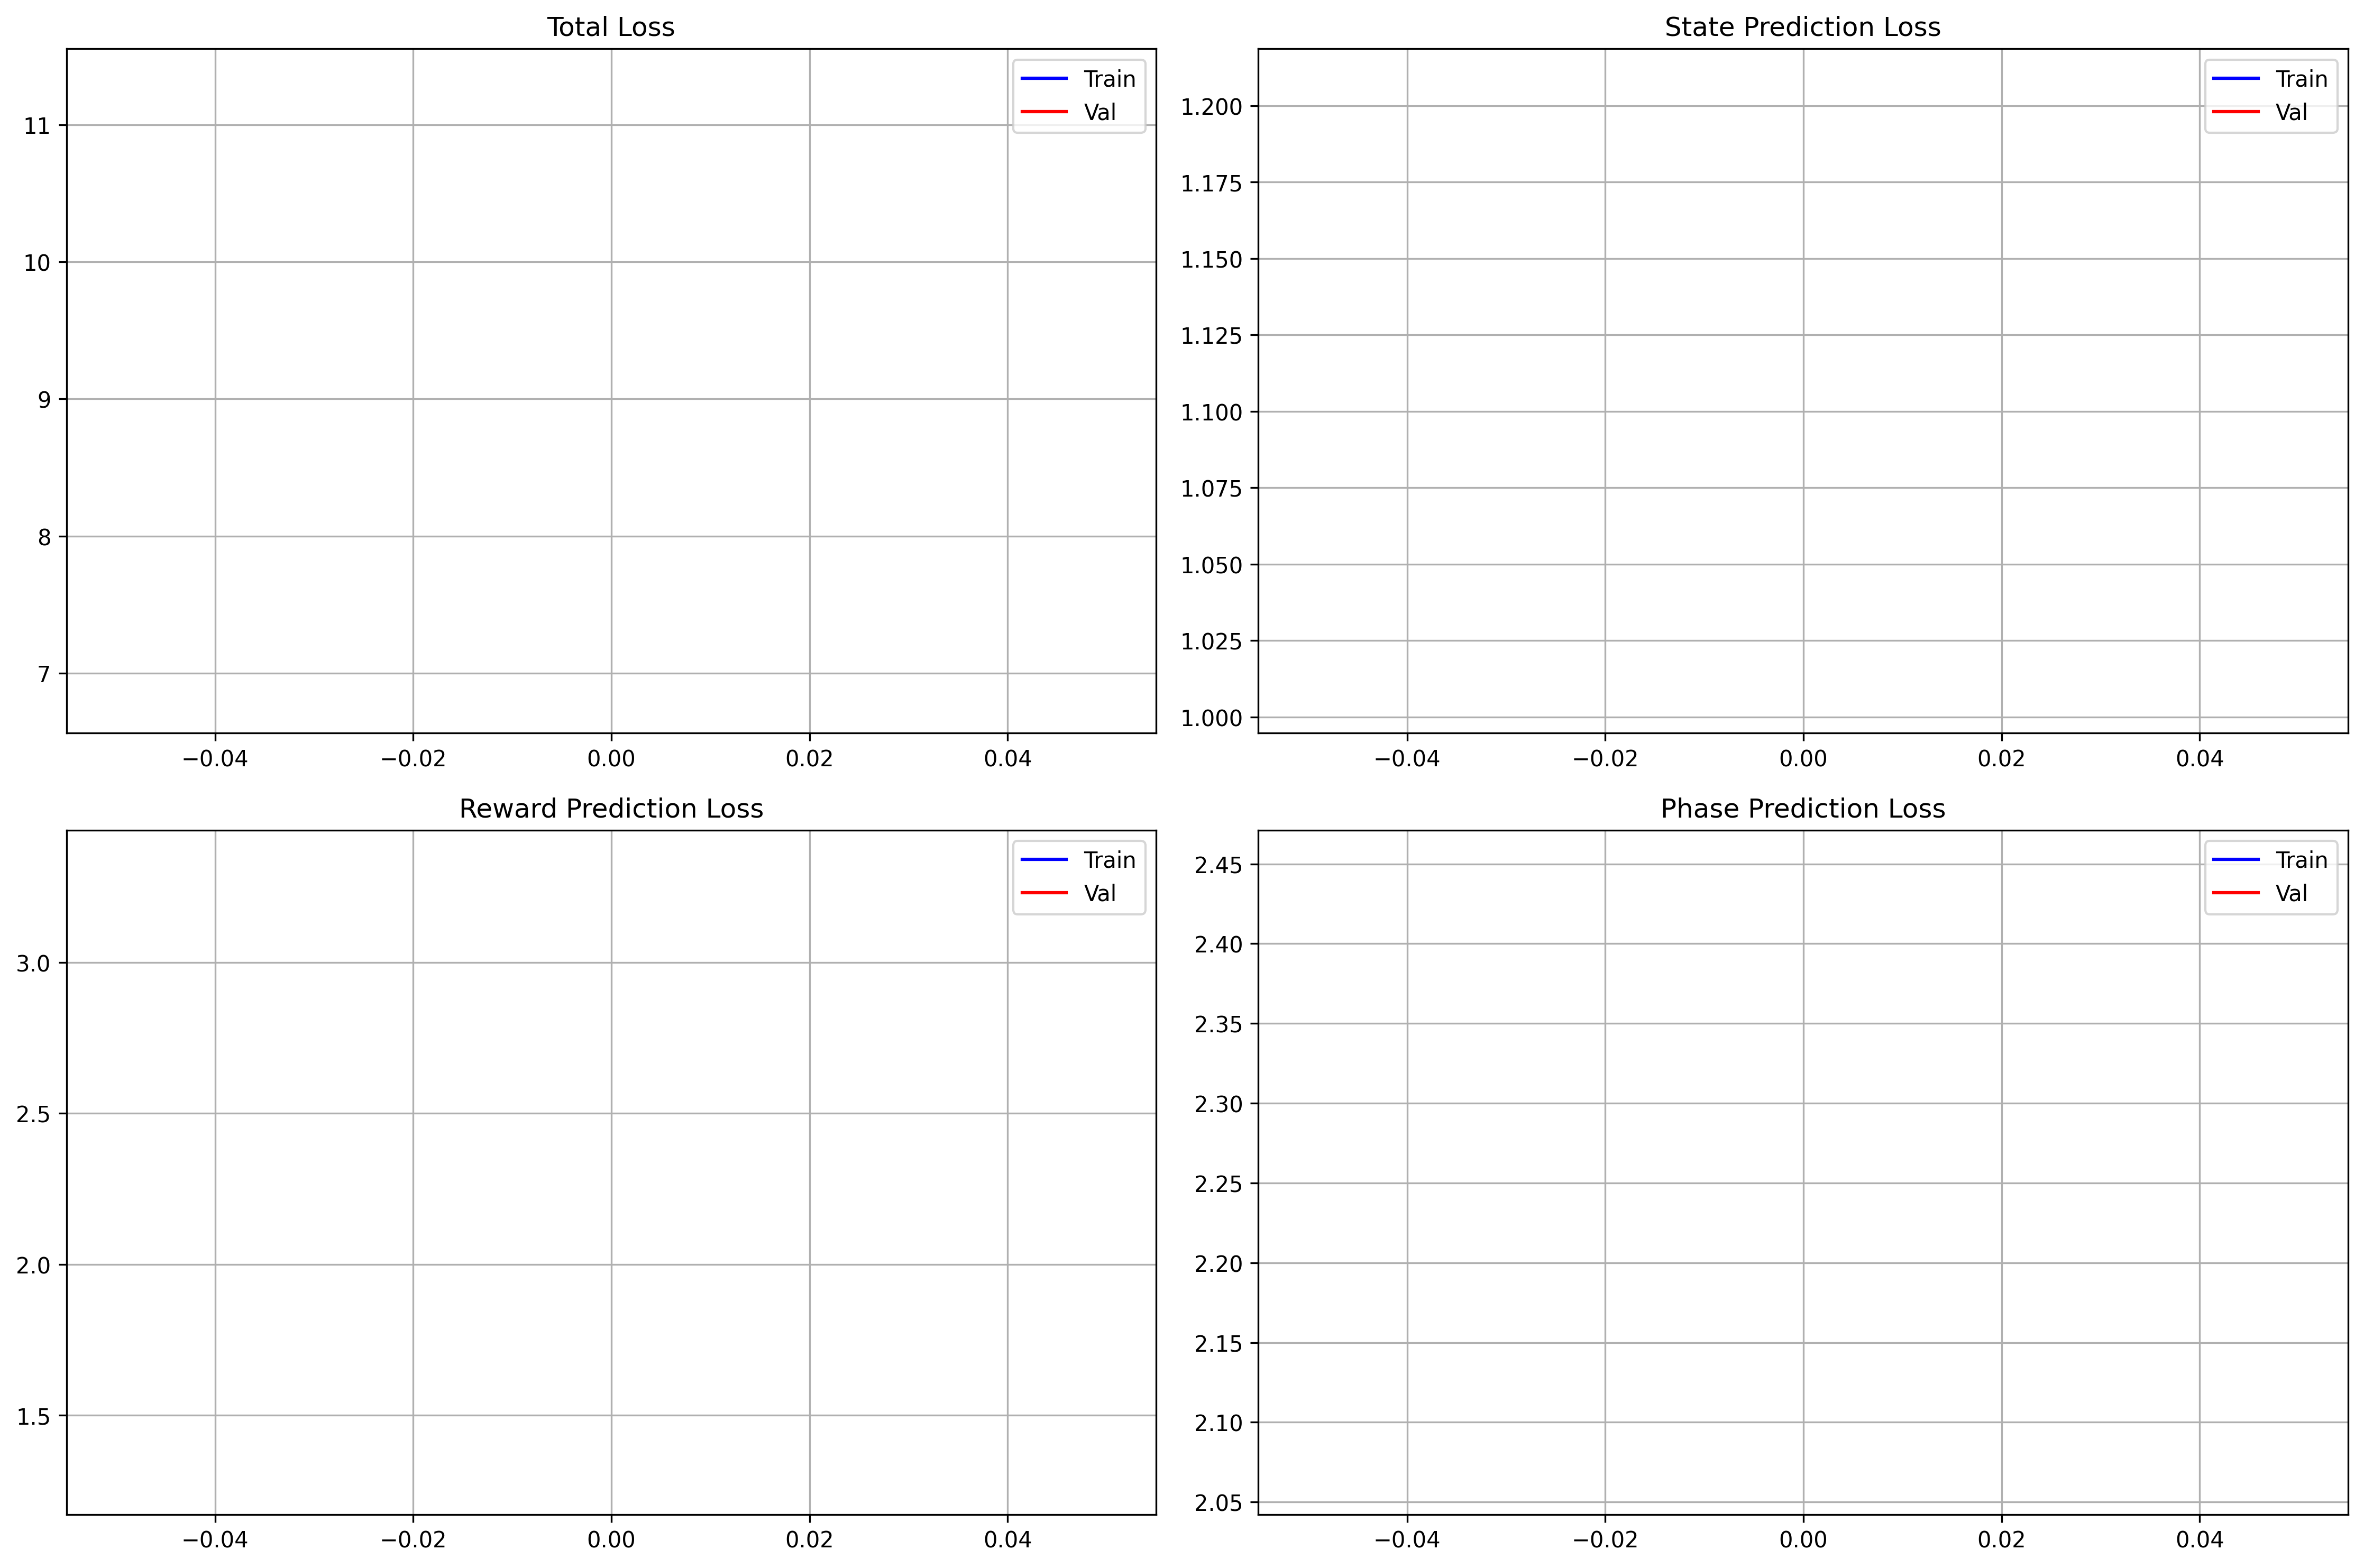 Total Loss
11
10
9
8
7
−0.04 −0.02 0.00 0.02 0.04
Train
Val
State Prediction Loss
1.200
1.175
1.150
1.125
1.100
1.075
1.050
1.025
1.000
−0.04 −0.02 0.00 0.02 0.04
Train
Val
Reward Prediction Loss
3.0
2.5
2.0
1.5
−0.04 −0.02 0.00 0.02 0.04
Train
Val
Phase Prediction Loss
2.45
2.40
2.35
2.30
2.25
2.20
2.15
2.10
2.05
−0.04 −0.02 0.00 0.02 0.04
Train
Val